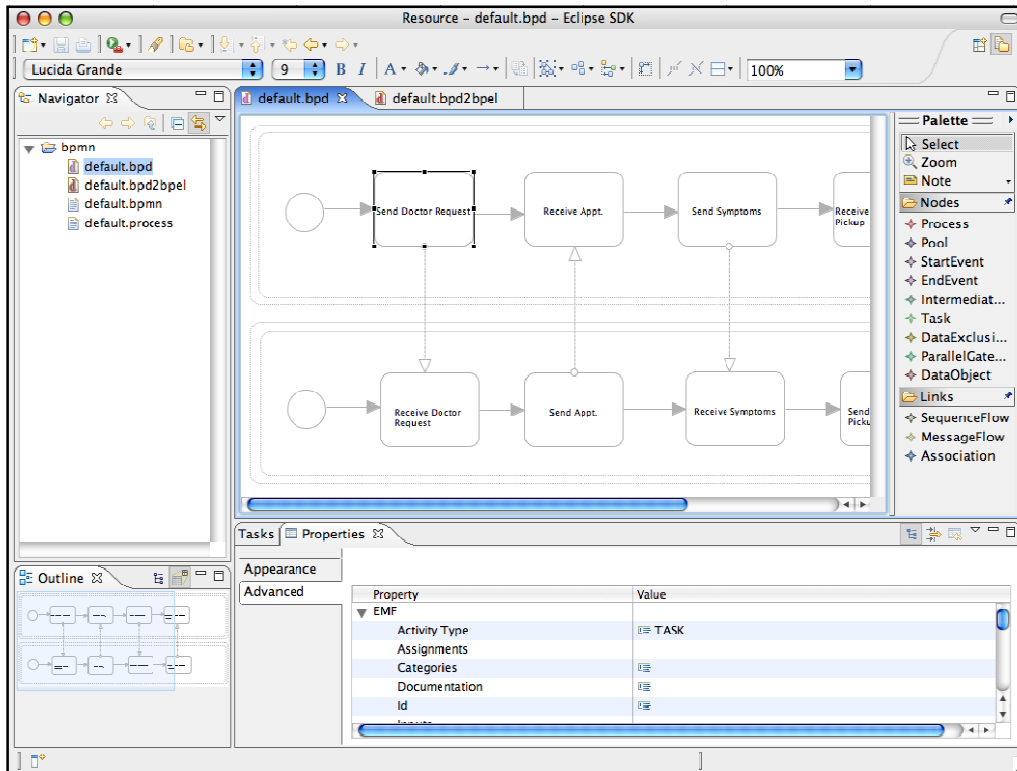 Resource – default.bpd – Eclipse SDK
Lucida Grande
9
B I
A
100%
Navigator
bpmn
default.bpd
default.bpd2bpel
default.bpmn
default.process
default.bpd
default.bpd2bpel
Send Doctor Request
Receive Appt.
Send Symptoms
Receive
Pickup
Receive Doctor
Request
Send Appt.
Receive Symptoms
Send
Picku
Palette
Select
Zoom
Note
Nodes
Process
Pool
StartEvent
EndEvent
Intermediat...
Task
DataExclusi...
ParallelGate...
DataObject
Links
SequenceFlow
MessageFlow
Association
Outline
Tasks
Properties
Appearance
Advanced
Property Value
EMF
Activity Type TASK
Assignments
Categories
Documentation
Id